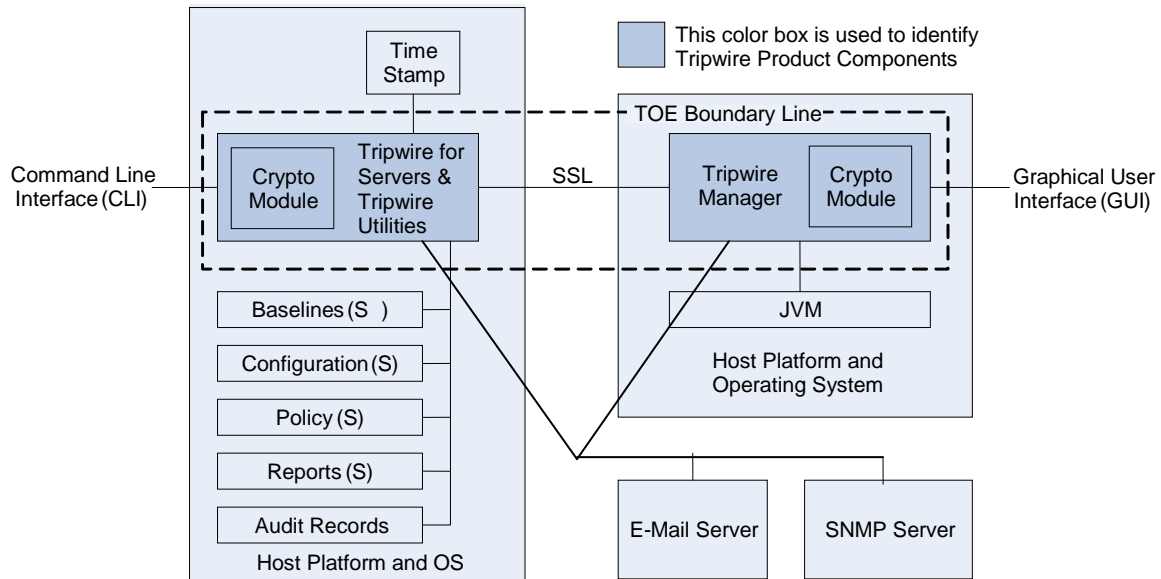 Time
Stamp
This color box is used to identify
Tripwire Product Components
TOE Boundary Line
Command Line
Interface (CLI)
Crypto
Module
Tripwire for
Servers &
Tripwire
Utilities
SSL
Tripwire
Manager
Crypto
Module
Graphical User
Interface (GUI)
Baselines (S )
Configuration (S)
Policy (S)
Reports (S)
Audit Records
Host Platform and OS
JVM
Host Platform and
Operating System
E-Mail Server
SNMP Server